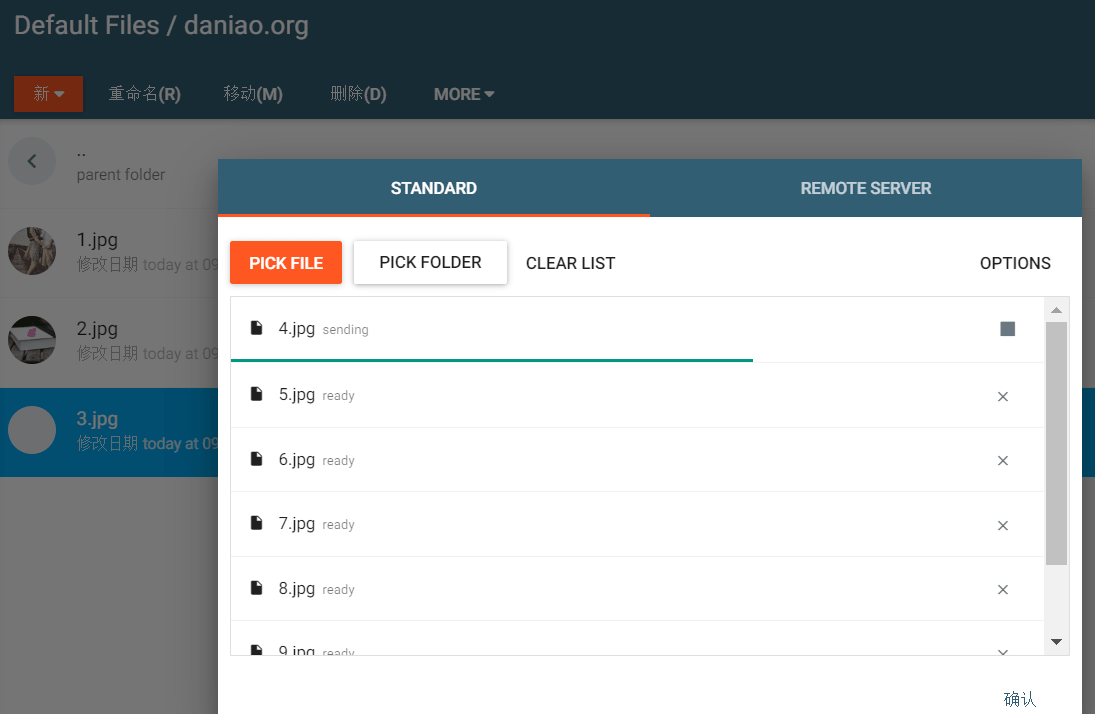 Default Files / daniao.org
新 重命名(R) 移动(M) 删除(D) MORE
..
parent folder
1.jpg
修改日期 today at 09
2.jpg
修改日期 today at 09
3.jpg
修改日期 today at 09
STANDARD REMOTE SERVER
PICK FILE PICK FOLDER CLEAR LIST OPTIONS
4.jpg sending
5.jpg ready
6.jpg ready
7.jpg ready
8.jpg ready
9.jpg ready
确认